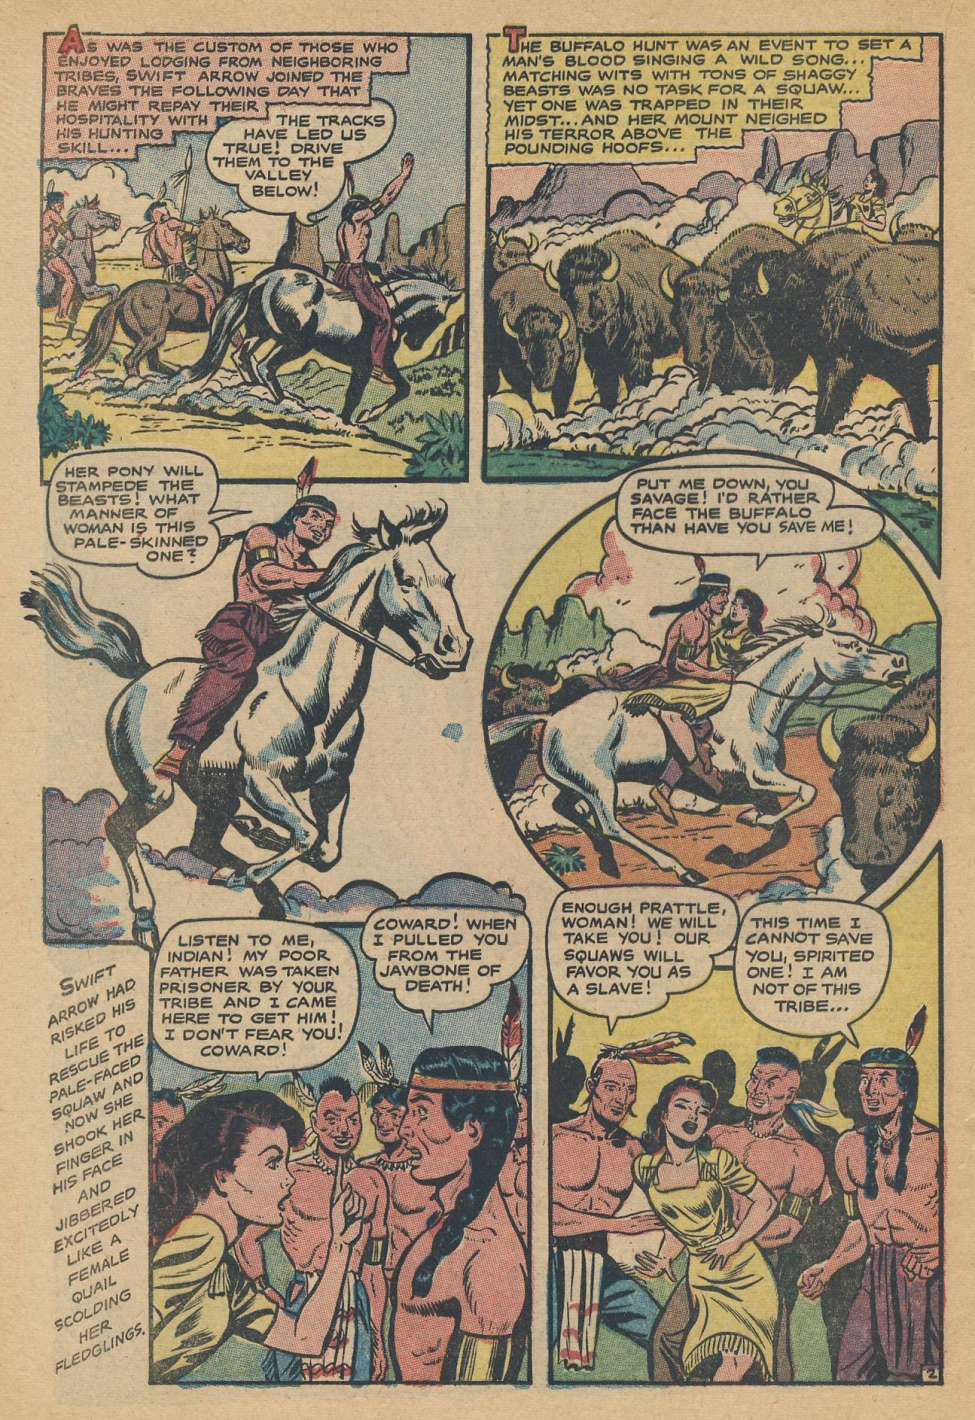 AS WAS THE CUSTOM OF THOSE WHO
ENJOYED LODGING FROM NEIGHBORING
TRIBES, SWIFT ARROW JOINED THE
BRAVES THE FOLLOWING DAY THAT
HE MIGHT REPAY THEIR
HOSPITALITY WITH
HIS HUNTING
SKILL...
THE TRACKS
HAVE LED US
TRUE! DRIVE
THEM TO THE
VALLEY
BELOW!
THE BUFFALO HUNT WAS AN EVENT TO SET A
MAN'S BLOOD SINGING A WILD SONG...
MATCHING WITS WITH TONS OF SHAGGY
BEASTS WAS NO TASK FOR A SQUAW...
YET ONE WAS TRAPPED IN THEIR
MIDST...AND HER MOUNT NEIGHED
HIS TERROR ABOVE THE
POUNDING HOOFS...
HER PONY WILL
STAMPEDE THE
BEASTS! WHAT
MANNER OF
WOMAN IS THIS
PALE-SKINNED
ONE?
PUT ME DOWN, YOU
SAVAGE! I'D RATHER
FACE THE BUFFALO
THAN HAVE YOU SAVE ME!
SWIFT
ARROW HAD
RISKED HIS
LIFE TO
RESCUE THE
PALE-FACED
SQUAW AND
NOW SHE
SHOOK HER
FINGER IN
HIS FACE
AND
JIBBERED
EXCITEDLY
LIKE A
FEMALE
QUAIL
SCOLDING
HER
FLEDGLINGS.
LISTEN TO ME,
INDIAN! MY POOR
FATHER WAS TAKEN
PRISONER BY YOUR
TRIBE AND I CAME
HERE TO GET HIM!
I DON'T FEAR YOU!
COWARD!
COWARD! WHEN
I PULLED YOU
FROM THE
JAWBONE OF
DEATH!
ENOUGH PRATTLE,
WOMAN! WE WILL
TAKE YOU! OUR
SQUAWS WILL
FAVOR YOU AS
A SLAVE!
THIS TIME I
CANNOT SAVE
YOU, SPIRITED
ONE! I AM
NOT OF THIS
TRIBE...
2